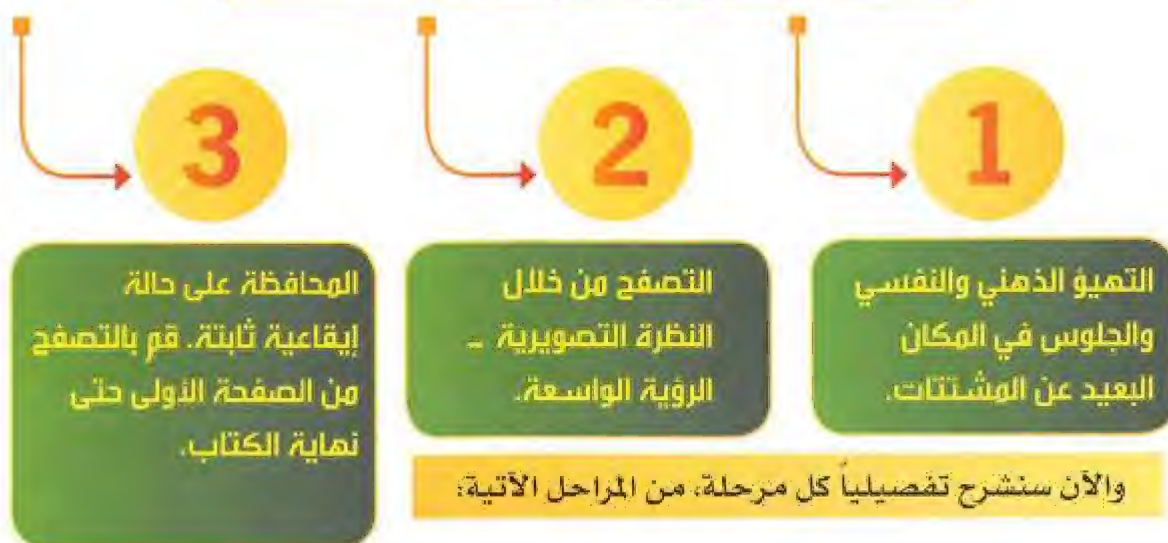 1
التهيؤ الذهني والنفسي
والجلوس في المكان
البعيد عن المشتتات.
2
التصفح من خلال
النظرة التصويرية -
الرؤية الواسعة.
3
المحافظة على حالة
إيقاعية ثابتة. قم بالتصفح
من الصفحة الأولى حتى
نهاية الكتاب.
والآن سنشرح تفصيلياً كل مرحلة، من المراحل الآتية: